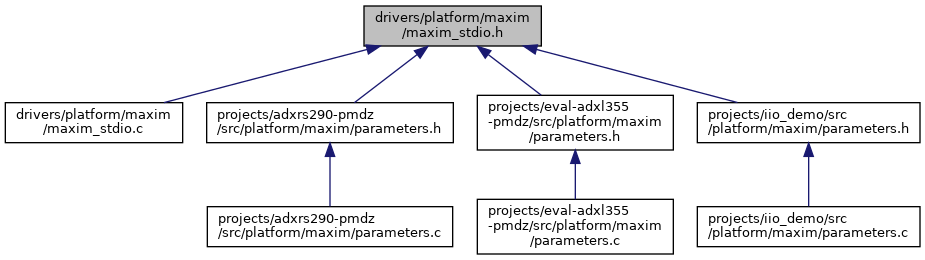 drivers/platform/maxim
/maxim_stdio.h
drivers/platform/maxim
/maxim_stdio.c
projects/adxrs290-pmdz
/src/platform/maxim/parameters.h
projects/eval-adxl355
-pmdz/src/platform/maxim
/parameters.h
projects/iio_demo/src
/platform/maxim/parameters.h
projects/adxrs290-pmdz
/src/platform/maxim/parameters.c
projects/eval-adxl355
-pmdz/src/platform/maxim
/parameters.c
projects/iio_demo/src
/platform/maxim/parameters.c